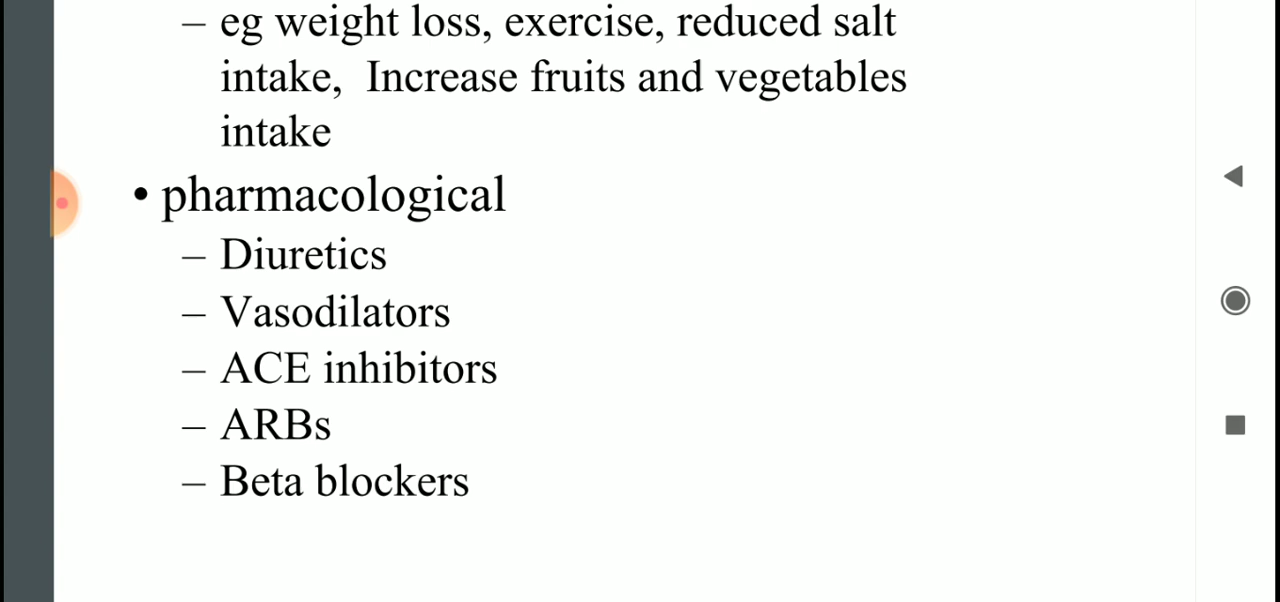 – eg weight loss, exercise, reduced salt
intake, Increase fruits and vegetables
intake
• pharmacological
– Diuretics
– Vasodilators
– ACE inhibitors
– ARBs
– Beta blockers